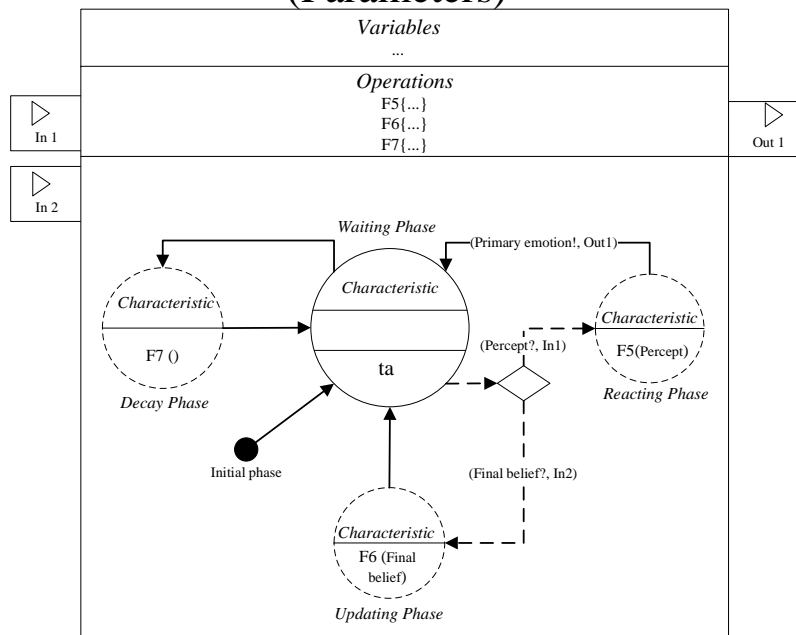 (Parameters)
Variables
...
Operations
F5{...}
F6{...}
F7{...}
In 1
Out 1
In 2
Waiting Phase
(Primary emotion!, Out1)
Characteristic
Characteristic
Characteristic
(Percept?, In1)
F7 ()
F5(Percept)
ta
Decay Phase
Reacting Phase
Initial phase
(Final belief?, In2)
Characteristic
F6 (Final
belief)
Updating Phase